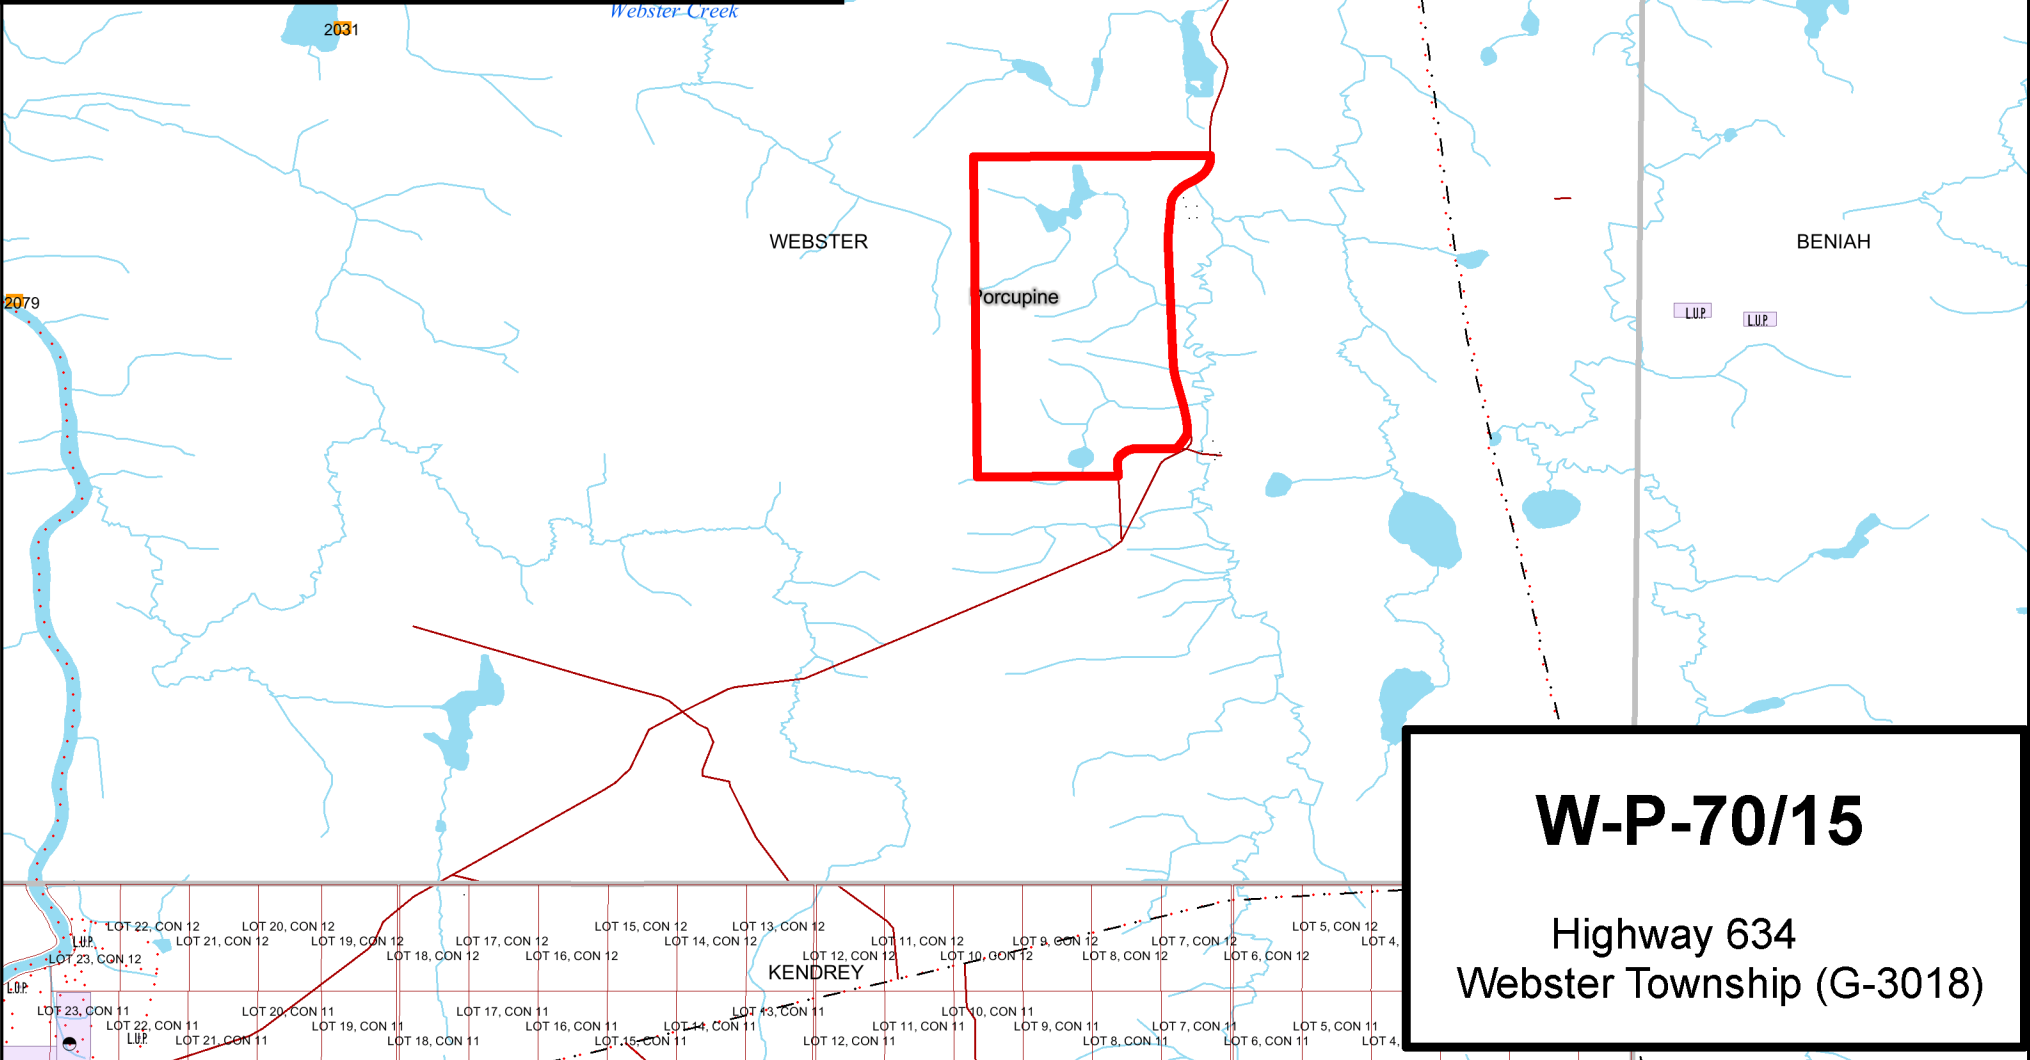 Webster Creek
2031
WEBSTER
BENIAH
2079
Porcupine
L.U.P.
L.U.P.
W-P-70/15
Highway 634
Webster Township (G-3018)
LOT 22, CON 12
LOT 20, CON 12
LOT 15, CON 12
LOT 13, CON 12
LOT 5, CON 12
L.U.P.
LOT 21, CON 12
LOT 19, CON 12
LOT 17, CON 12
LOT 14, CON 12
LOT 11, CON 12
LOT 9, CON 12
LOT 7, CON 12
LOT 4,
LOT 23, CON 12
LOT 18, CON 12
LOT 16, CON 12
LOT 12, CON 12
LOT 10, CON 12
LOT 8, CON 12
LOT 6, CON 12
KENDREY
L.U.P.
LOT 23, CON 11
LOT 20, CON 11
LOT 17, CON 11
LOT 13, CON 11
LOT 10, CON 11
LOT 22, CON 11
LOT 19, CON 11
LOT 16, CON 11
LOT 14, CON 11
LOT 11, CON 11
LOT 9, CON 11
LOT 7, CON 11
LOT 5, CON 11
L.U.P.
LOT 21, CON 11
LOT 18, CON 11
LOT 15, CON 11
LOT 12, CON 11
LOT 8, CON 11
LOT 6, CON 11
LOT 4,